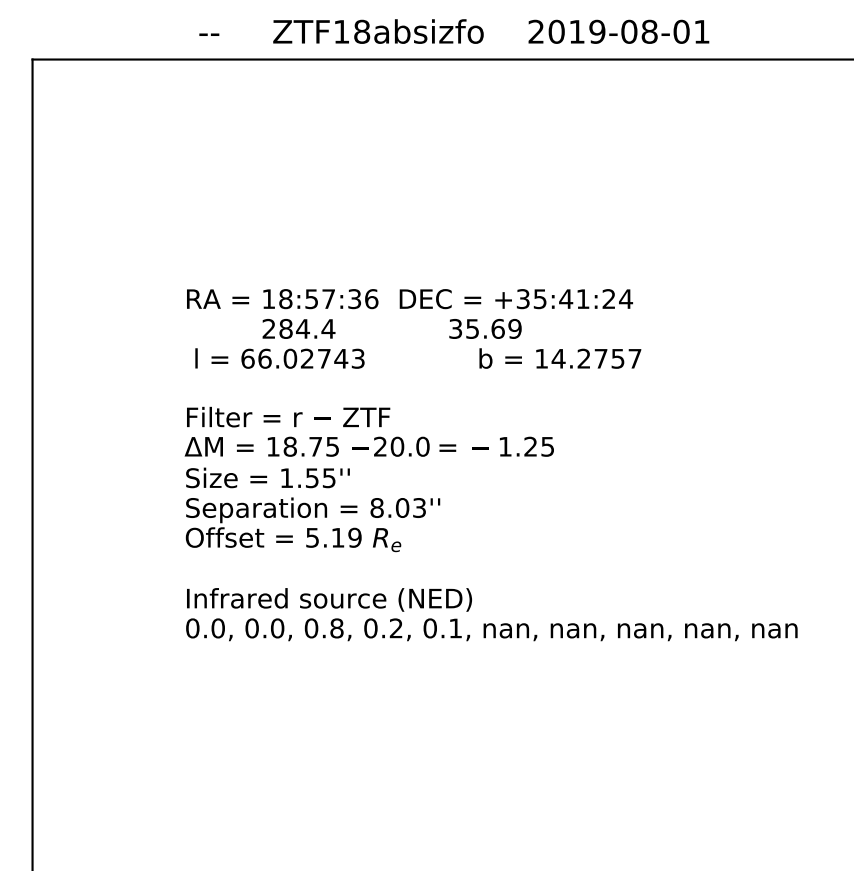 -- ZTF18absizfo 2019-08-01
RA = 18:57:36 DEC = +35:41:24
284.4 35.69
l = 66.02743 b = 14.2757
Filter = r − ZTF
ΔM = 18.75 −20.0 = − 1.25
Size = 1.55''
Separation = 8.03''
Offset = 5.19 Re
Infrared source (NED)
0.0, 0.0, 0.8, 0.2, 0.1, nan, nan, nan, nan, nan